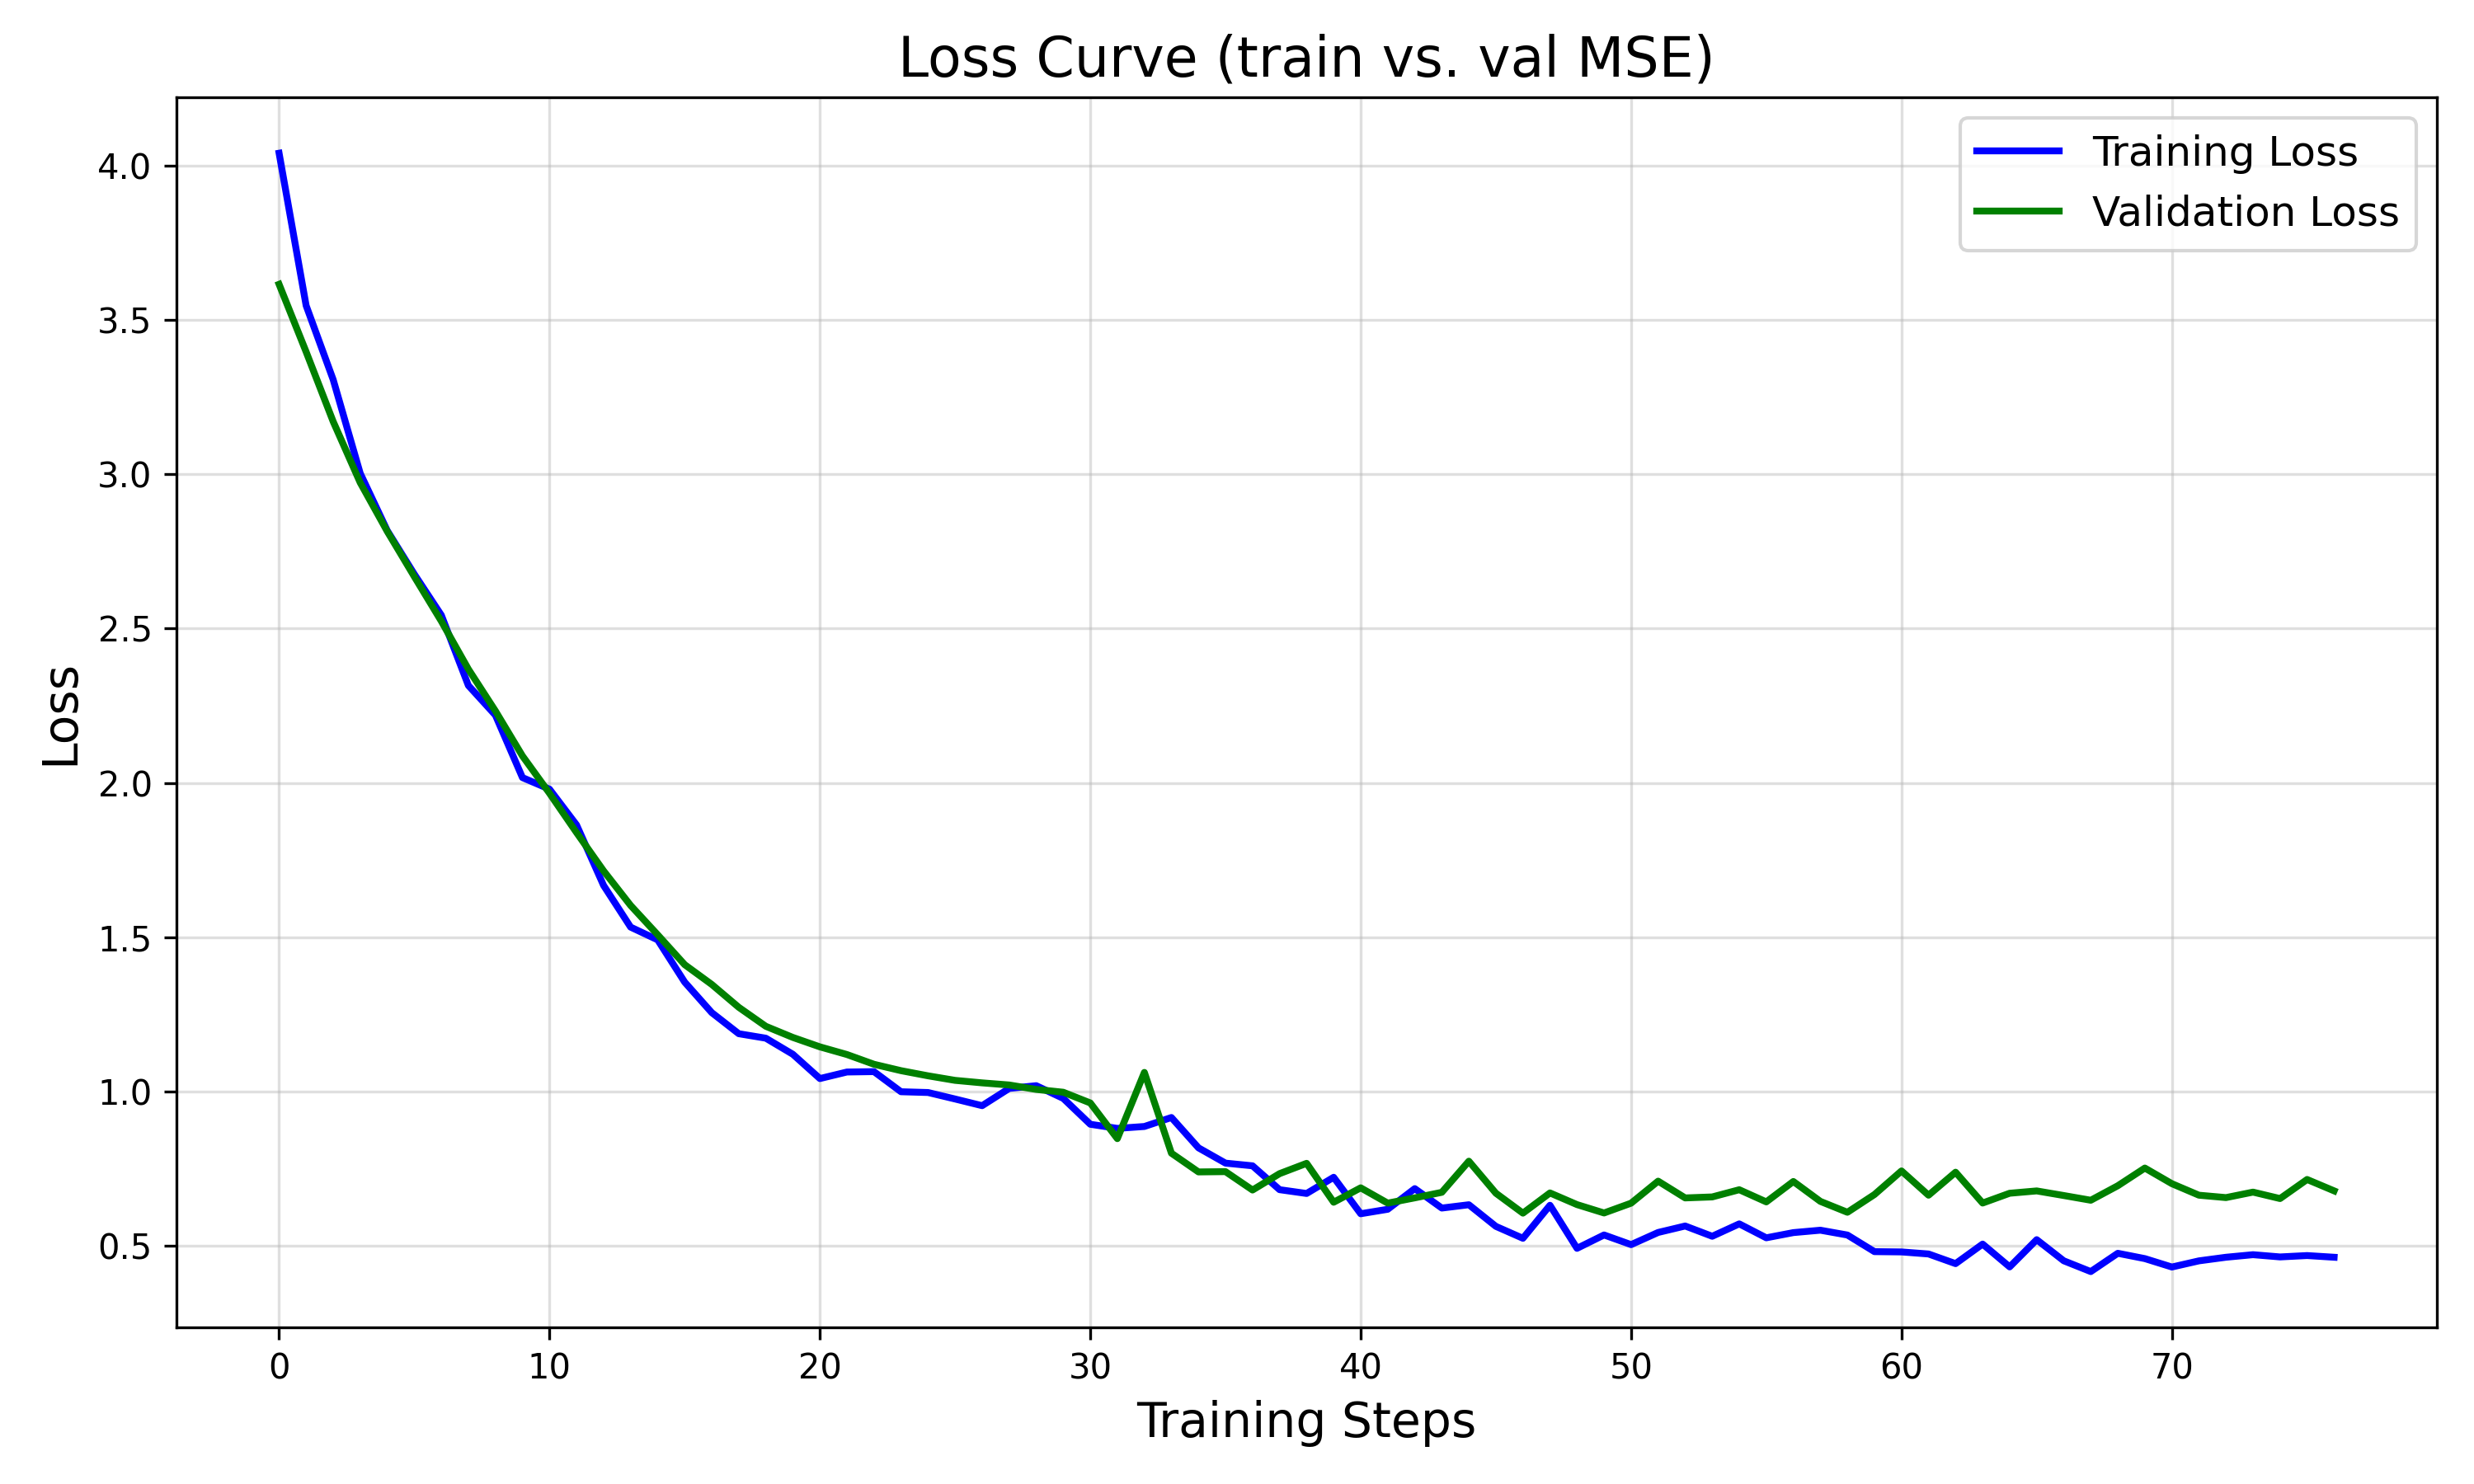 Loss Curve (train vs. val MSE)
Training Loss
Validation Loss
4.0
3.5
3.0
2.5
2.0
1.5
1.0
0.5
Loss
0 10 20 30 40 50 60 70
Training Steps